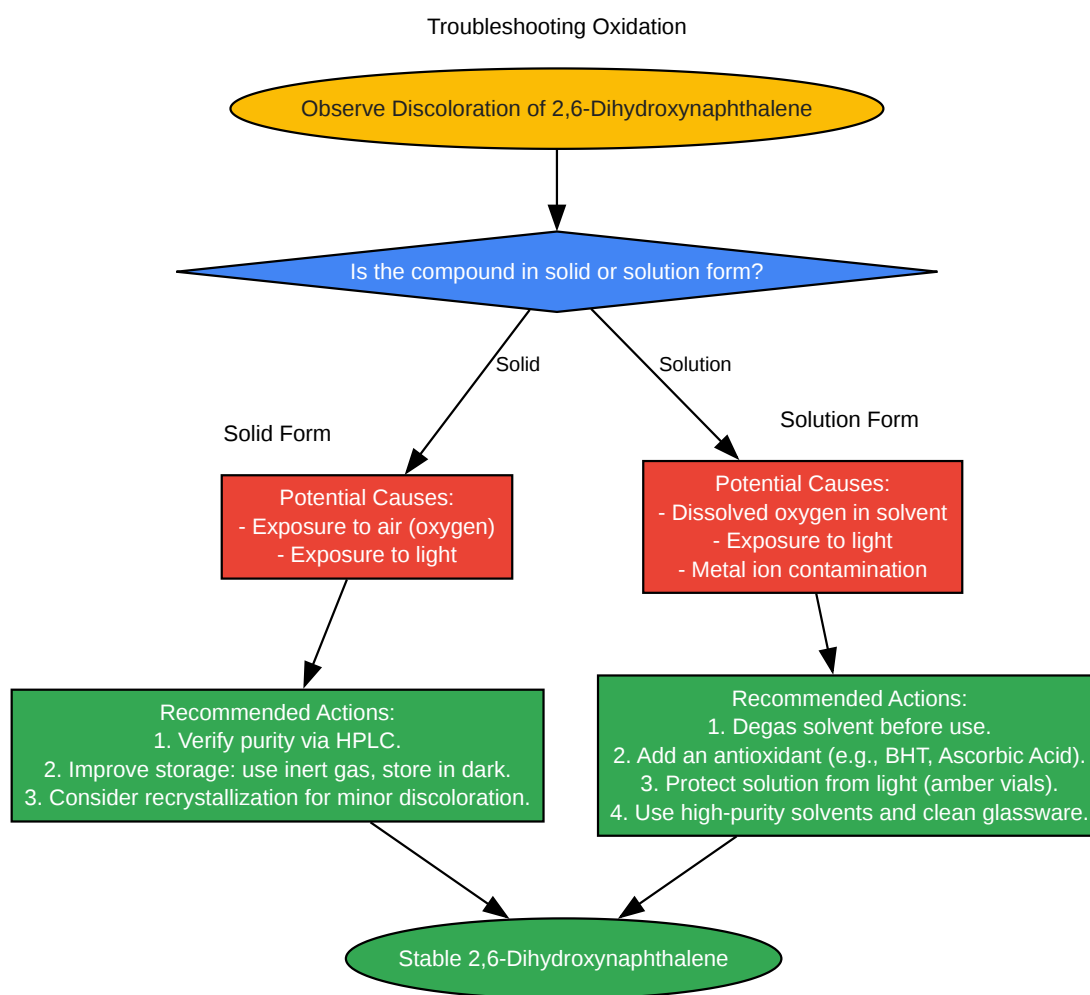 Troubleshooting Oxidation
Observe Discoloration of 2,6-Dihydroxynaphthalene
Is the compound in solid or solution form?
Solid
Solution
Solid Form
Solution Form
Potential Causes:
- Exposure to air (oxygen)
- Exposure to light
Potential Causes:
- Dissolved oxygen in solvent
- Exposure to light
- Metal ion contamination
Recommended Actions:
1. Verify purity via HPLC.
2. Improve storage: use inert gas, store in dark.
3. Consider recrystallization for minor discoloration.
Recommended Actions:
1. Degas solvent before use.
2. Add an antioxidant (e.g., BHT, Ascorbic Acid).
3. Protect solution from light (amber vials).
4. Use high-purity solvents and clean glassware.
Stable 2,6-Dihydroxynaphthalene